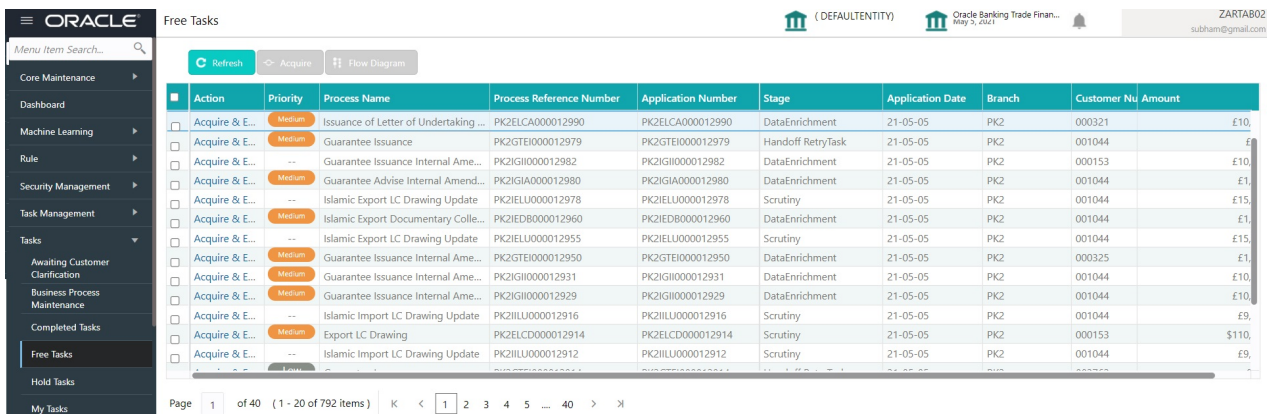 ORACLE
Free Tasks
( DEFAULTENTITY)
Oracle Banking Trade Finan...
May 5, 2021
ZARTAB02
subham@gmail.com
Menu Item Search...
Core Maintenance
Dashboard
Machine Learning
Rule
Security Management
Task Management
Tasks
Awaiting Customer
Clarification
Business Process
Maintenance
Completed Tasks
Free Tasks
Hold Tasks
My Tasks
Refresh Acquire Flow Diagram
Action Priority Process Name Process Reference Number Application Number Stage Application Date Branch Customer Nu Amount
Acquire & E... Medium Issuance of Letter of Undertaking ... PK2ELCA000012990 PK2ELCA000012990 DataEnrichment 21-05-05 PK2 000321 £10,
Acquire & E... Medium Guarantee Issuance PK2GTEI000012979 PK2GTEI000012979 Handoff RetryTask 21-05-05 PK2 001044 £
Acquire & E... -- Guarantee Issuance Internal Ame... PK2IGII000012982 PK2IGII000012982 DataEnrichment 21-05-05 PK2 000153 £10,
Acquire & E... Medium Guarantee Advise Internal Amend... PK2IGIA000012980 PK2IGIA000012980 DataEnrichment 21-05-05 PK2 001044 £1,
Acquire & E... -- Islamic Export LC Drawing Update PK2IELU000012978 PK2IELU000012978 Scrutiny 21-05-05 PK2 001044 £15,
Acquire & E... Medium Islamic Export Documentary Colle... PK2IEDB000012960 PK2IEDB000012960 DataEnrichment 21-05-05 PK2 001044 £1,
Acquire & E... -- Islamic Export LC Drawing Update PK2IELU000012955 PK2IELU000012955 Scrutiny 21-05-05 PK2 001044 £15,
Acquire & E... Medium Guarantee Issuance Internal Ame... PK2GTEI000012950 PK2GTEI000012950 DataEnrichment 21-05-05 PK2 000325 £1,
Acquire & E... Medium Guarantee Issuance Internal Ame... PK2IGII000012931 PK2IGII000012931 DataEnrichment 21-05-05 PK2 001044 £10,
Acquire & E... Medium Guarantee Issuance Internal Ame... PK2IGII000012929 PK2IGII000012929 DataEnrichment 21-05-05 PK2 001044 £10,
Acquire & E... -- Islamic Import LC Drawing Update PK2IILU000012916 PK2IILU000012916 Scrutiny 21-05-05 PK2 001044 £9,
Acquire & E... Medium Export LC Drawing PK2ELCD000012914 PK2ELCD000012914 Scrutiny 21-05-05 PK2 000153 $110,
Acquire & E... -- Islamic Import LC Drawing Update PK2IILU000012912 PK2IILU000012912 Scrutiny 21-05-05 PK2 001044 £9,
Page 1 of 40 ( 1 - 20 of 792 items ) K < 1 2 3 4 5 .... 40 > >|